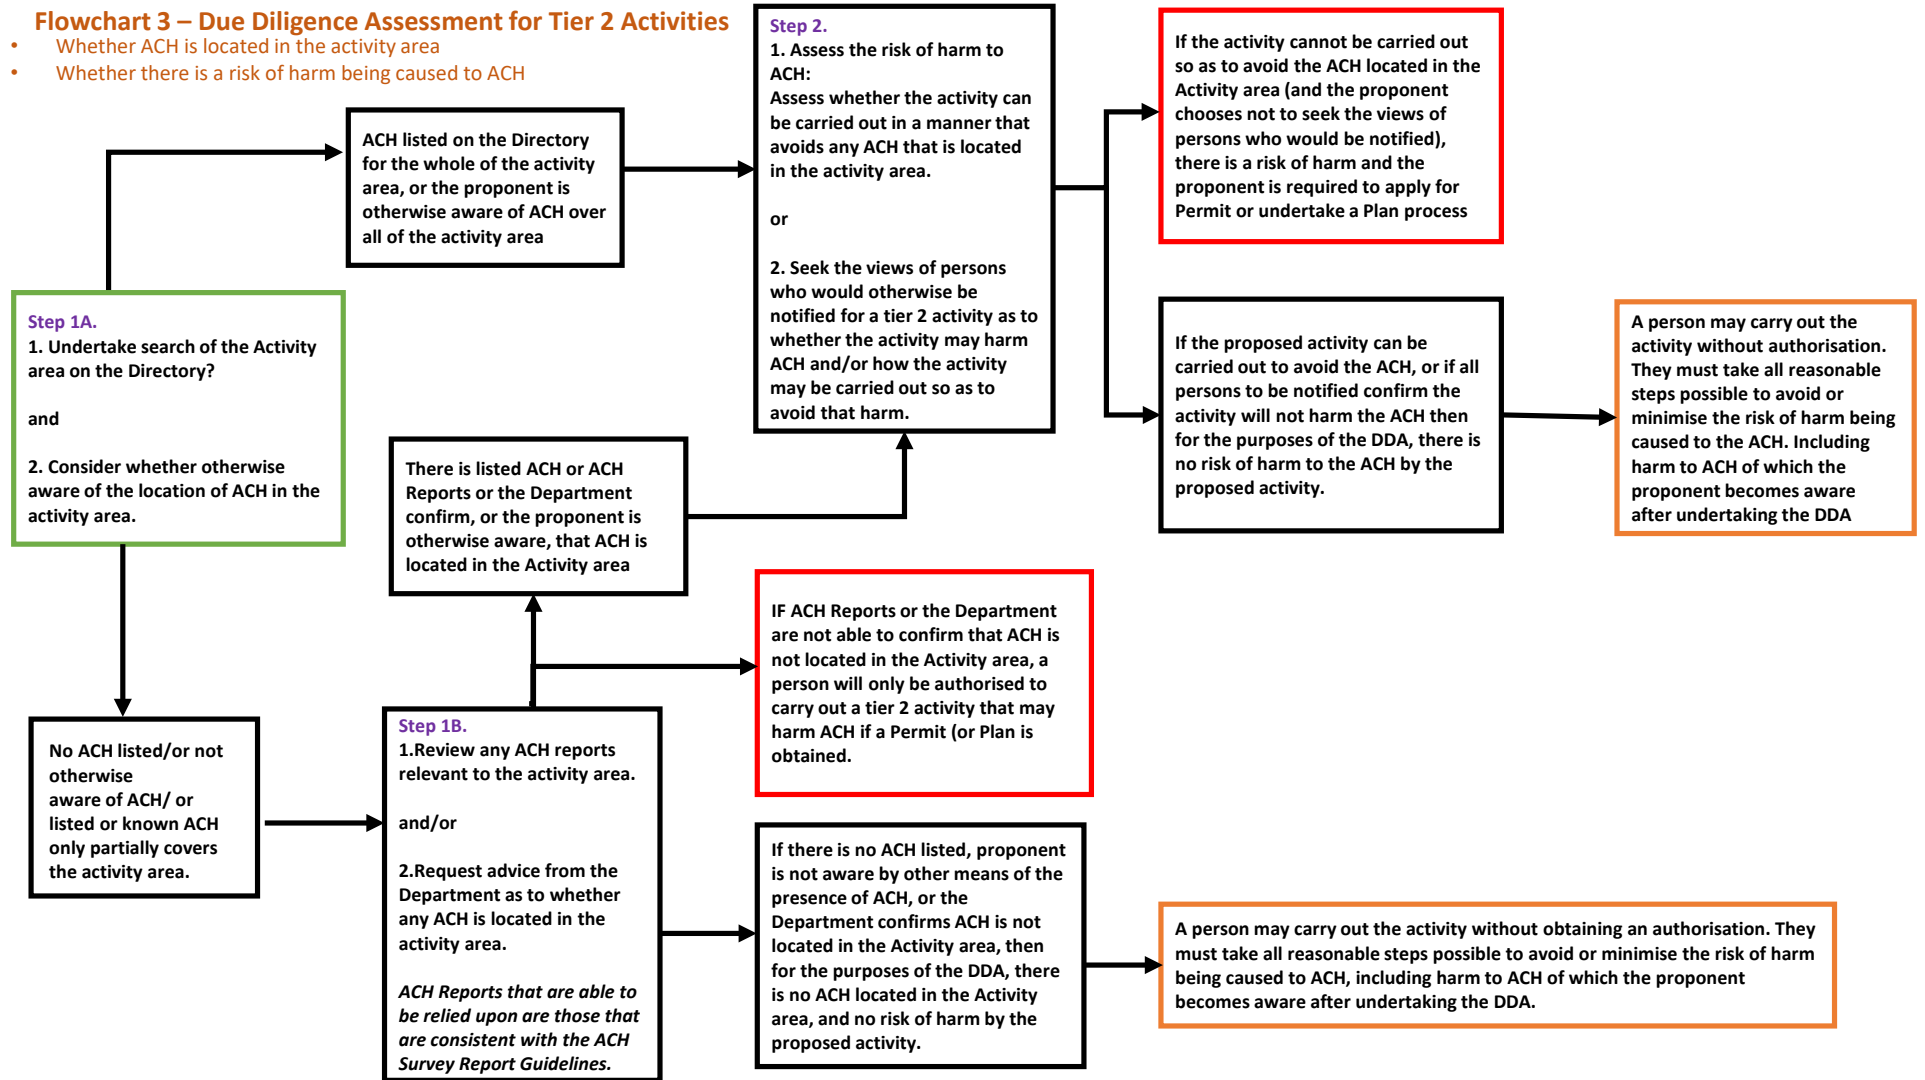 Flowchart 3 – Due Diligence Assessment for Tier 2 Activities
• Whether ACH is located in the activity area
• Whether there is a risk of harm being caused to ACH
Step 1A.
1. Undertake search of the Activity
area on the Directory?
and
2. Consider whether otherwise
aware of the location of ACH in the
activity area.
ACH listed on the Directory
for the whole of the activity
area, or the proponent is
otherwise aware of ACH over
all of the activity area
Step 2.
1. Assess the risk of harm to
ACH:
Assess whether the activity can
be carried out in a manner that
avoids any ACH that is located
in the activity area.
or
2. Seek the views of persons
who would otherwise be
notified for a tier 2 activity as to
whether the activity may harm
ACH and/or how the activity
may be carried out so as to
avoid that harm.
If the activity cannot be carried out
so as to avoid the ACH located in the
Activity area (and the proponent
chooses not to seek the views of
persons who would be notified),
there is a risk of harm and the
proponent is required to apply for
Permit or undertake a Plan process
If the proposed activity can be
carried out to avoid the ACH, or if all
persons to be notified confirm the
activity will not harm the ACH then
for the purposes of the DDA, there is
no risk of harm to the ACH by the
proposed activity.
A person may carry out the
activity without authorisation.
They must take all reasonable
steps possible to avoid or
minimise the risk of harm being
caused to the ACH. Including
harm to ACH of which the
proponent becomes aware
after undertaking the DDA
There is listed ACH or ACH
Reports or the Department
confirm, or the proponent is
otherwise aware, that ACH is
located in the Activity area
IF ACH Reports or the Department
are not able to confirm that ACH is
not located in the Activity area, a
person will only be authorised to
carry out a tier 2 activity that may
harm ACH if a Permit (or Plan is
obtained.
No ACH listed/or not
otherwise
aware of ACH/ or
listed or known ACH
only partially covers
the activity area.
Step 1B.
1.Review any ACH reports
relevant to the activity area.
and/or
2.Request advice from the
Department as to whether
any ACH is located in the
activity area.
ACH Reports that are able to
be relied upon are those that
are consistent with the ACH
Survey Report Guidelines.
If there is no ACH listed, proponent
is not aware by other means of the
presence of ACH, or the
Department confirms ACH is not
located in the Activity area, then
for the purposes of the DDA, there
is no ACH located in the Activity
area, and no risk of harm by the
proposed activity.
A person may carry out the activity without obtaining an authorisation. They
must take all reasonable steps possible to avoid or minimise the risk of harm
being caused to ACH, including harm to ACH of which the proponent
becomes aware after undertaking the DDA.